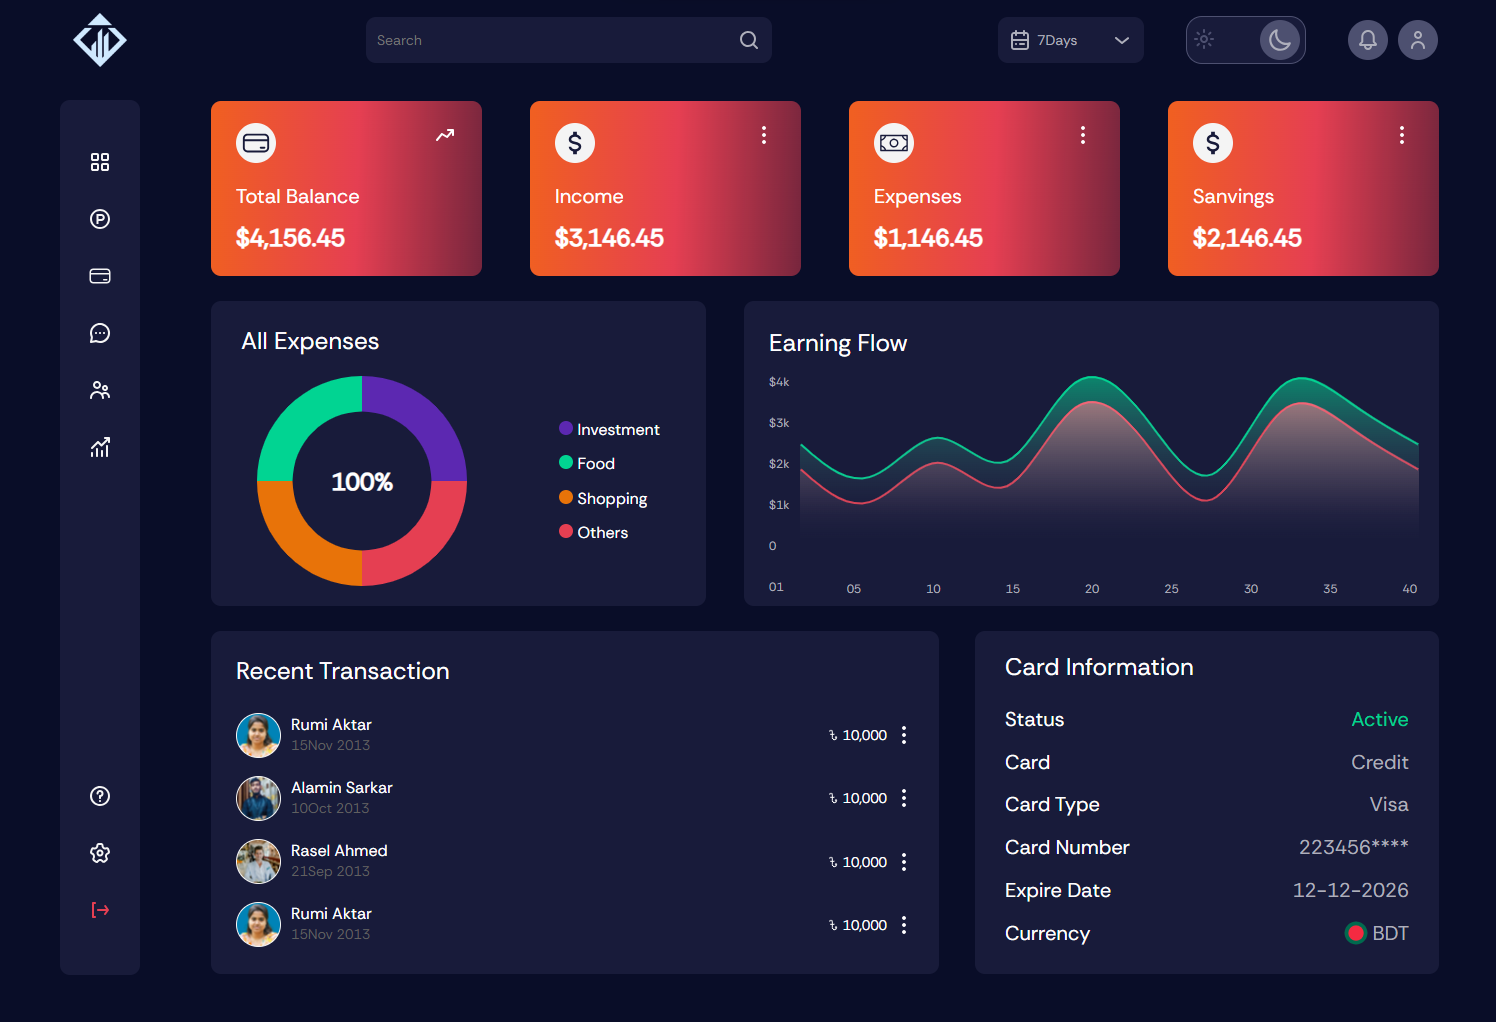 Search
7Days
Total Balance
$4,156.45
Income
$3,146.45
Expenses
$1,146.45
Sanvings
$2,146.45
All Expenses
100%
Investment
Food
Shopping
Others
Earning Flow
$4k
$3k
$2k
$1k
0
01 05 10 15 20 25 30 35 40
Recent Transaction
Rumi Aktar
15Nov 2013
৳ 10,000
Alamin Sarkar
10Oct 2013
৳ 10,000
Rasel Ahmed
21Sep 2013
৳ 10,000
Rumi Aktar
15Nov 2013
৳ 10,000
Card Information
Status Active
Card Credit
Card Type Visa
Card Number 223456****
Expire Date 12-12-2026
Currency BDT